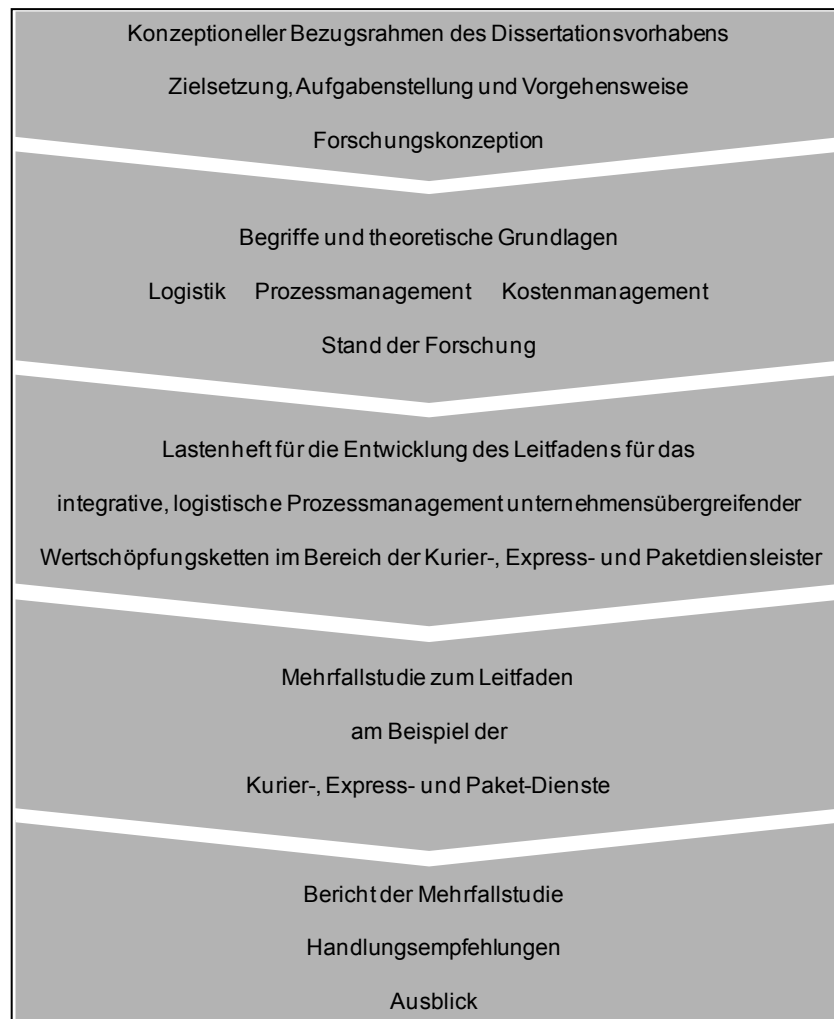 Konzeptioneller Bezugsrahmen des Dissertationsvorhabens
Zielsetzung, Aufgabenstellung und Vorgehensweise
Forschungskonzeption
Begriffe und theoretische Grundlagen
Logistik Prozessmanagement Kostenmanagement
Stand der Forschung
Lastenheft für die Entwicklung des Leitfadens für das
integrative, logistische Prozessmanagement unternehmensübergreifender
Wertschöpfungsketten im Bereich der Kurier-, Express- und Paketdiensleister
Mehrfallstudie zum Leitfaden
am Beispiel der
Kurier-, Express- und Paket-Dienste
Bericht der Mehrfallstudie
Handlungsempfehlungen
Ausblick